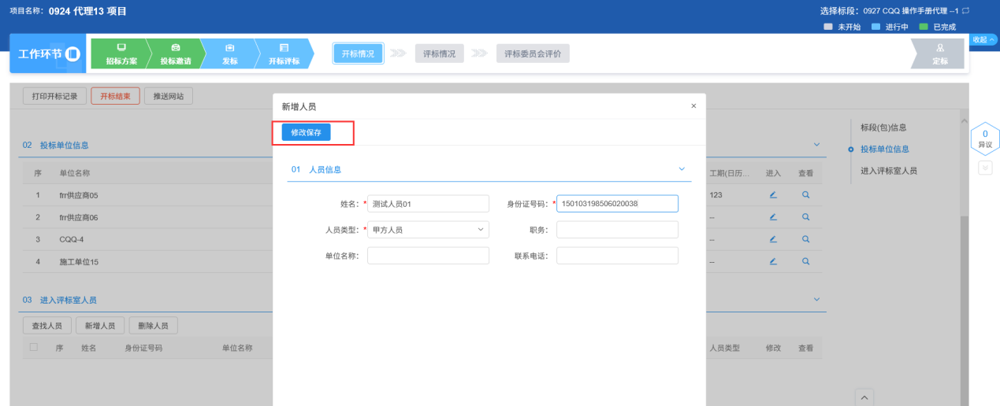 项目名称：0924 代理13 项目
选择标段：0927 CQQ 操作手册代理 --1
未开始 进行中 已完成
收起
工作环节
招标方案 投标邀请 发标 开标评标
开标情况 评标情况 评标委员会评价
定标
打印开标记录 开标结束 推送网站
新增人员 ×
修改保存
标段(包)信息
投标单位信息
进入评标室人员
0
异议
02 投标单位信息
01 人员信息
序 单位名称 工期(日历... 进入 查看
1 frr供应商05 123
2 frr供应商06 --
3 CQQ-4 --
4 施工单位15 --
姓名：* 测试人员01 身份证号码：* 150103198506020038
人员类型：* 甲方人员 职务：
单位名称： 联系电话：
03 进入评标室人员
查找人员 新增人员 删除人员
序 姓名 身份证号码 单位名称 人员类型 修改 查看